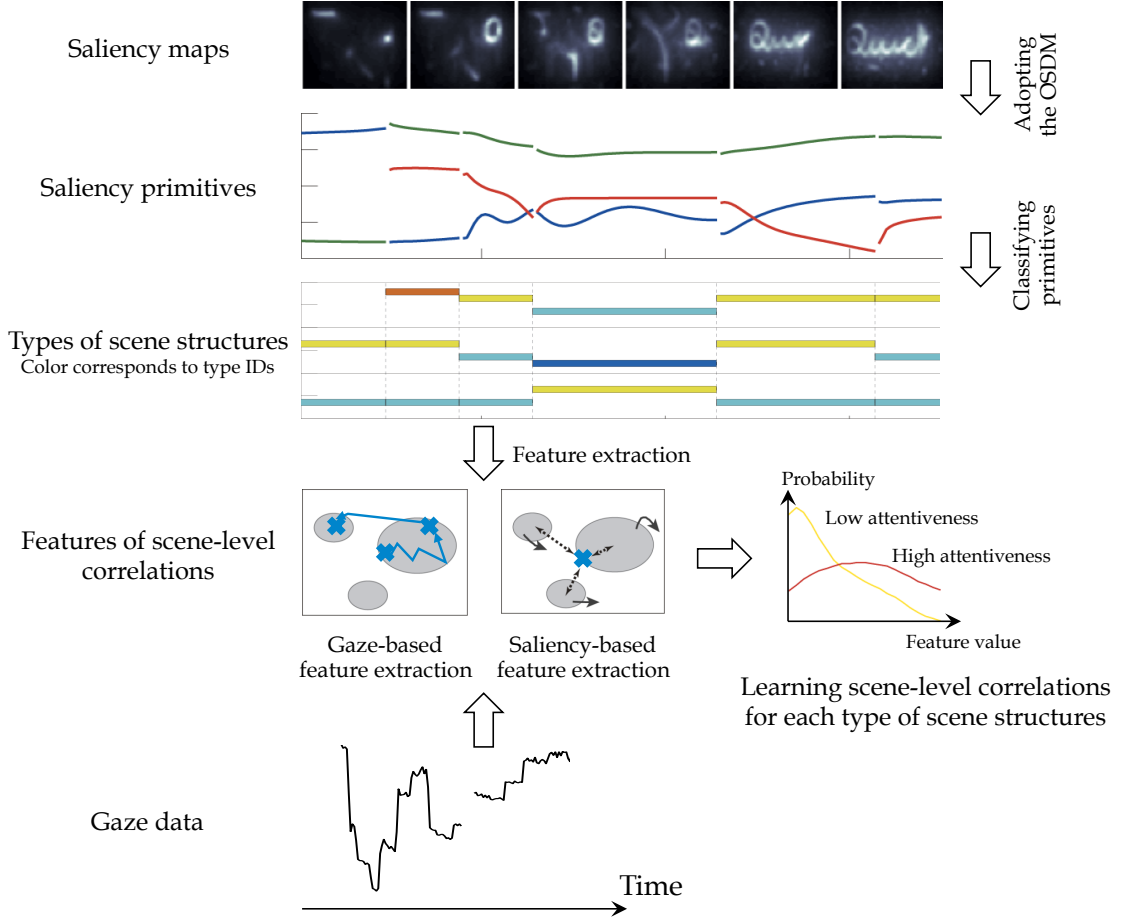 Saliency maps
Quick
Adopting
the OSDM
Saliency primitives
Classifying
primitives
Types of scene structures
Color corresponds to type IDs
Feature extraction
Features of scene-level
correlations
Probability
Low attentiveness
High attentiveness
Feature value
Gaze-based
feature extraction
Saliency-based
feature extraction
Learning scene-level correlations
for each type of scene structures
Gaze data
Time